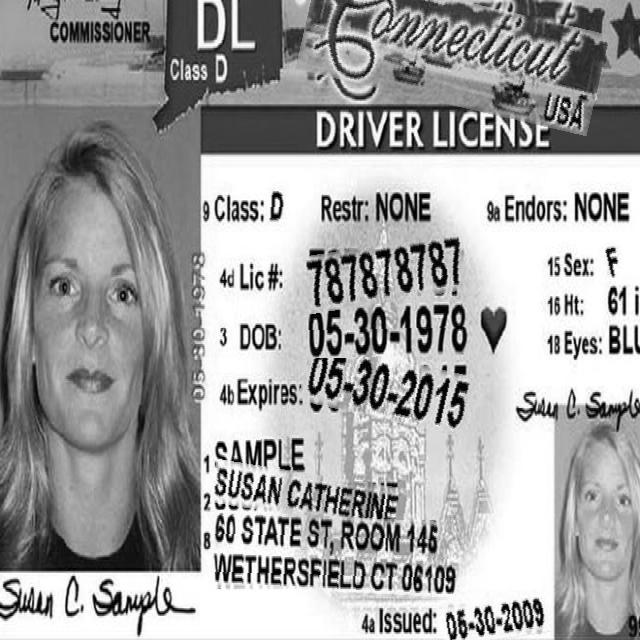 COMMISSIONER
DL
Class D
Connecticut
USA
DRIVER LICENSE
9 Class: D Restr: NONE 9a Endors: NONE
4d Lic #: 787878787
15 Sex: F
16 Ht: 61 i
3 DOB: 05-30-1978
18 Eyes: BLU
4b Expires: 05-30-2015
05-30-1978
Susan C. Sample
1 SAMPLE
2 SUSAN CATHERINE
8 60 STATE ST, ROOM 145
WETHERSFIELD CT 06109
Susan C. Sample
4a Issued: 06-30-2009